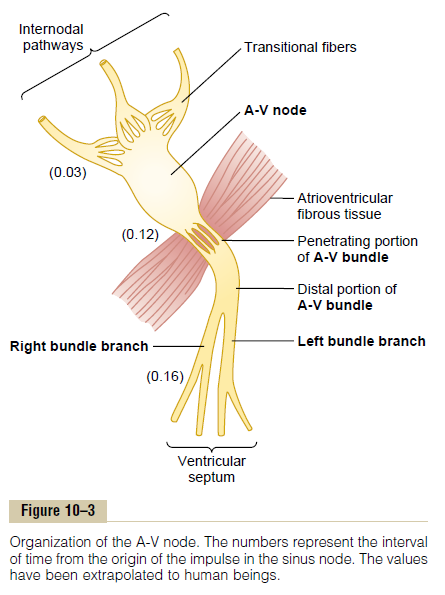 Internodal
pathways
Transitional fibers
A-V node
(0.03)
Atrioventricular
fibrous tissue
(0.12)
Penetrating portion
of A-V bundle
Distal portion of
A-V bundle
Right bundle branch
Left bundle branch
(0.16)
Ventricular
septum
Figure 10–3
Organization of the A-V node. The numbers represent the interval
of time from the origin of the impulse in the sinus node. The values
have been extrapolated to human beings.